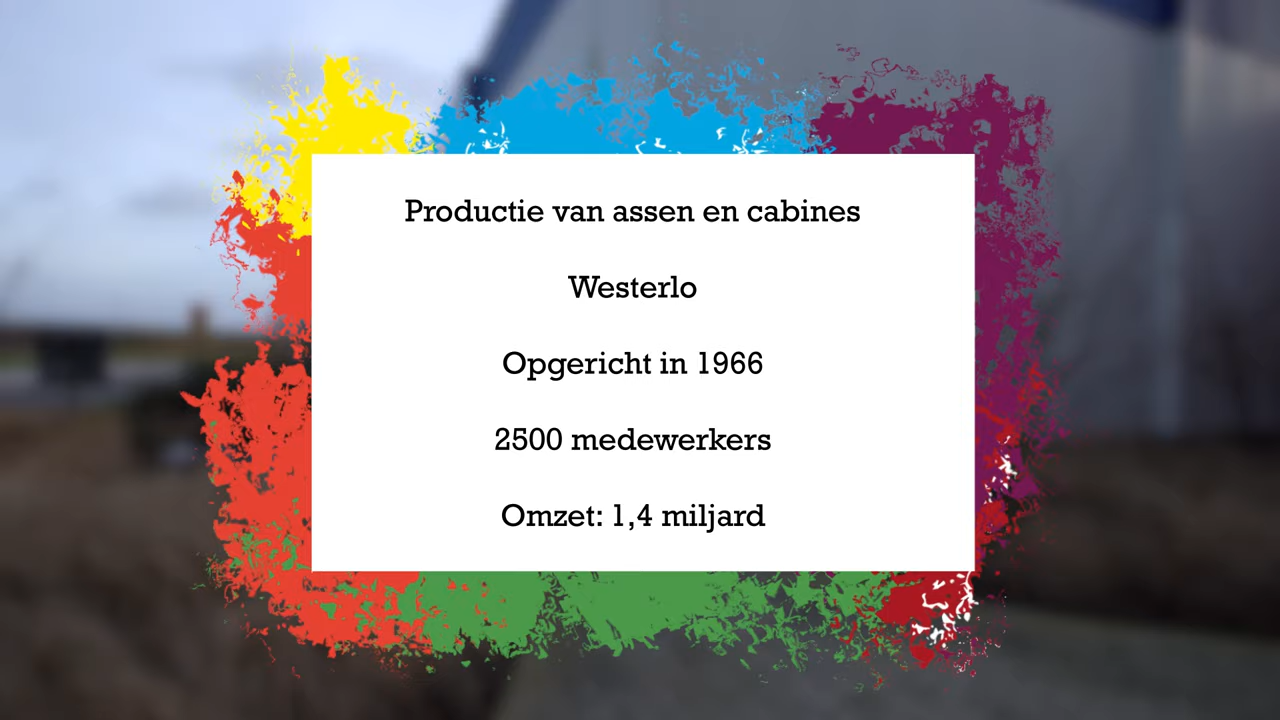 Productie van assen en cabines
Westerlo
Opgericht in 1966
2500 medewerkers
Omzet: 1,4 miljard